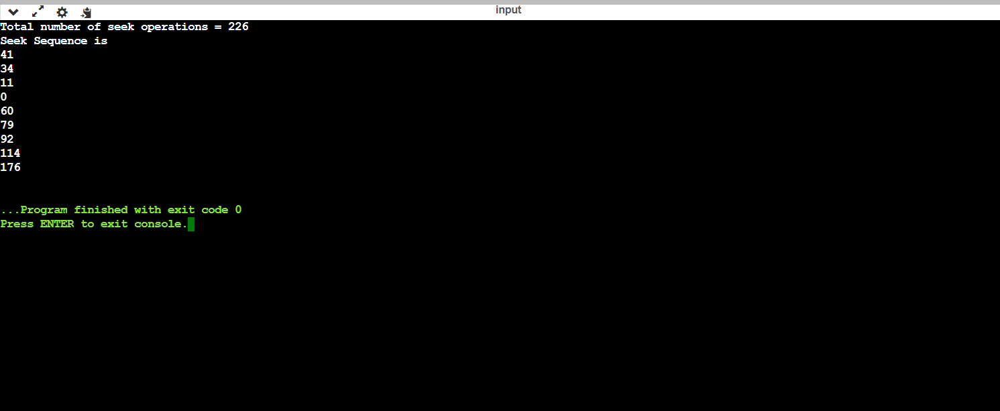 input
Total number of seek operations = 226
Seek Sequence is
41
34
11
0
60
79
92
114
176
...Program finished with exit code 0
Press ENTER to exit console.